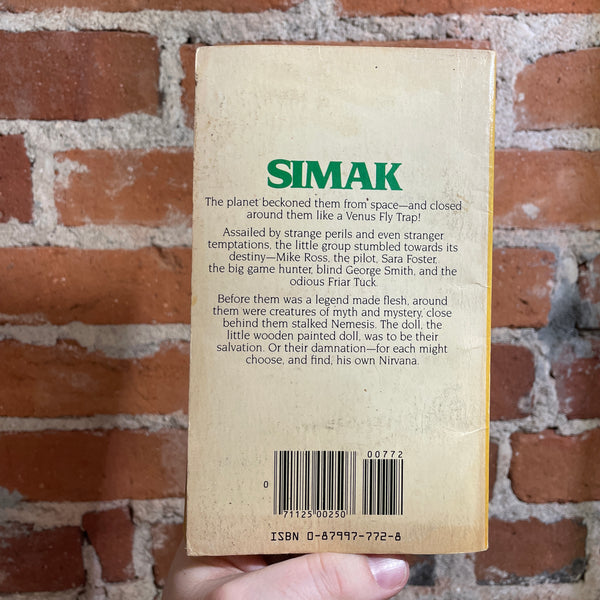 SIMAK
The planet beckoned them from space—and closed
around them like a Venus Fly Trap!
Assailed by strange perils and even stranger
temptations, the little group stumbled towards its
destiny—Mike Ross, the pilot, Sara Foster,
the big game hunter, blind George Smith, and the
odious Friar Tuck.
Before them was a legend made flesh, around
them were creatures of myth and mystery, close
behind them stalked Nemesis. The doll, the
little wooden painted doll, was to be their
salvation. Or their damnation—for each might
choose, and find, his own Nirvana.
00772
0
71125 00250
ISBN 0-87997-772-8